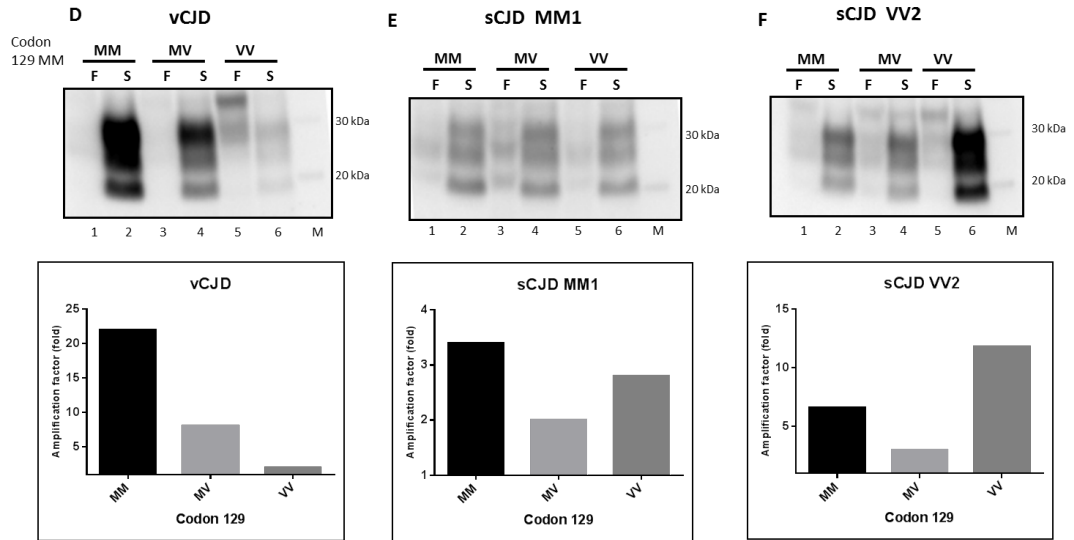 D vCJD
Codon
129 MM
MM MV VV
F S F S F S
30 kDa
20 kDa
1 2 3 4 5 6 M
E sCJD MM1
MM MV VV
F S F S F S
30 kDa
20 kDa
1 2 3 4 5 6 M
F sCJD VV2
MM MV VV
F S F S F S
30 kDa
20 kDa
1 2 3 4 5 6 M
vCJD
Amplification factor (fold)
25
20
15
10
5
MM MV VV
Codon 129
sCJD MM1
Amplification factor (fold)
4
3
2
1
MM MV VV
Codon 129
sCJD VV2
Amplification factor (fold)
15
10
5
MM MV VV
Codon 129